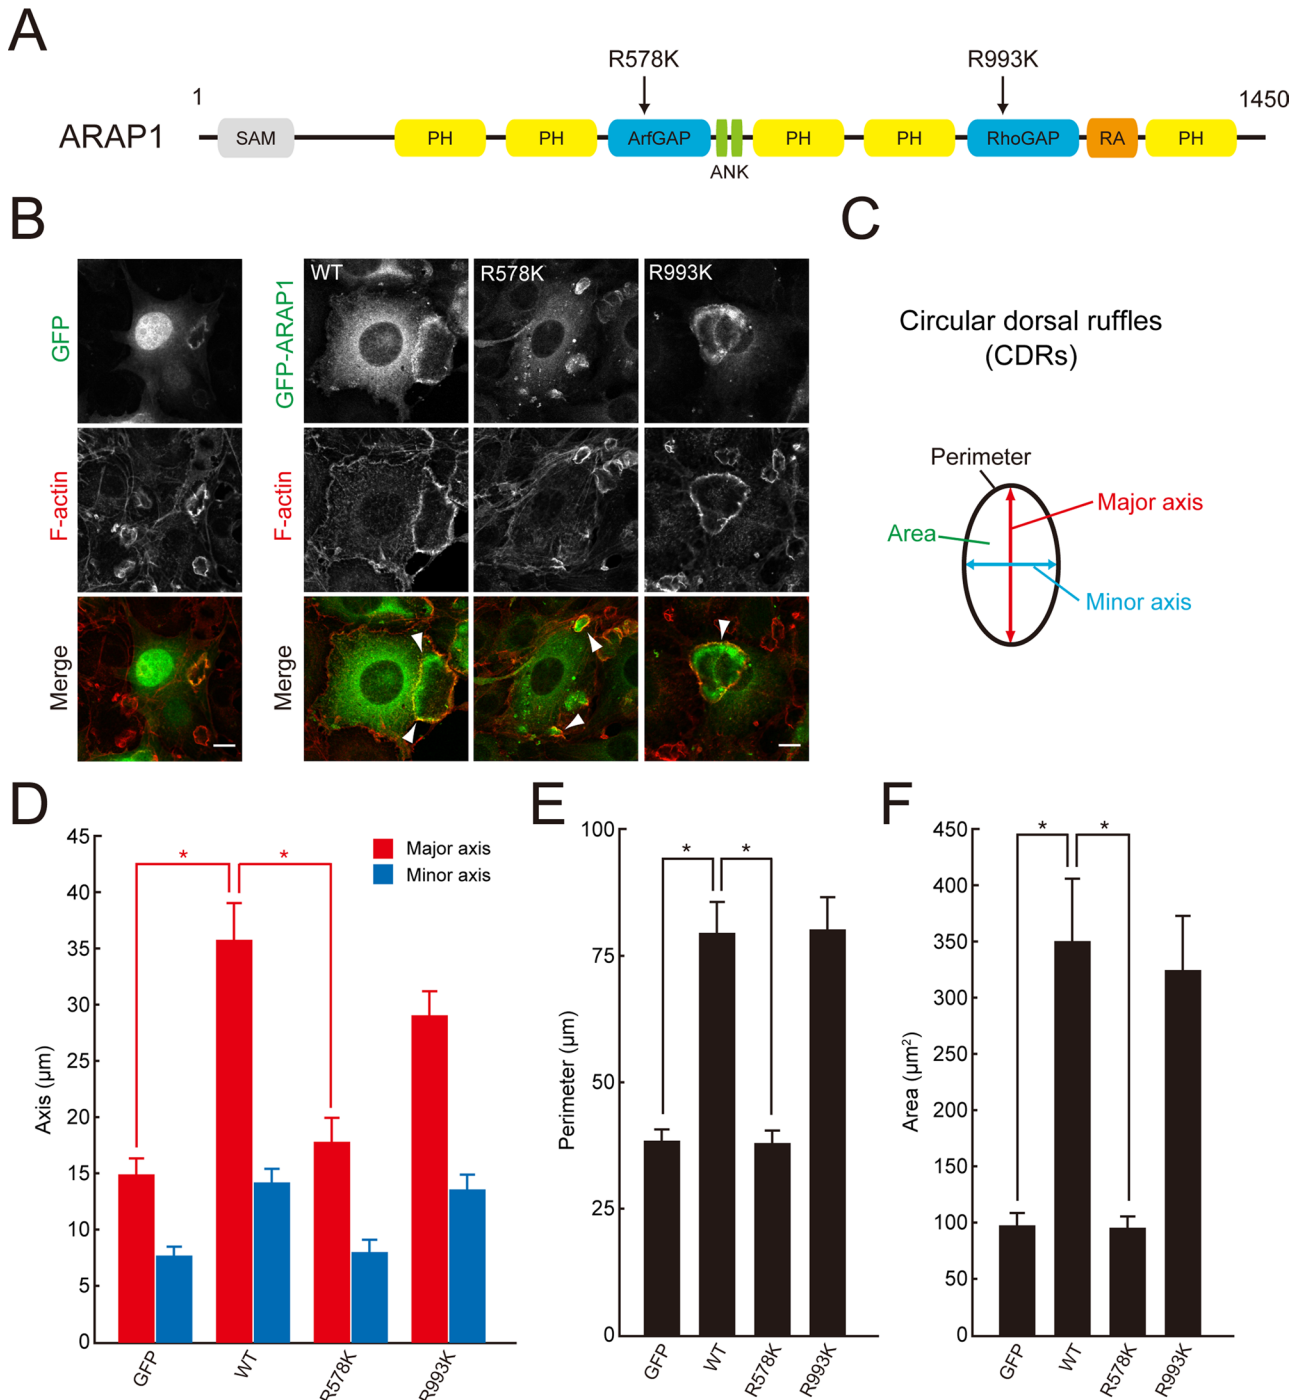 A
R578K
R993K
1
1450
ARAP1
SAM
PH
PH
ArfGAP
PH
PH
RhoGAP
RA
PH
ANK
B
GFP
F-actin
Merge
GFP-ARAP1
F-actin
Merge
WT
R578K
R993K
C
Circular dorsal ruffles
(CDRs)
Perimeter
Major axis
Area
Minor axis
D
Axis (µm)
45
40
35
30
25
20
15
10
5
0
*
*
Major axis
Minor axis
GFP
WT
R578K
R993K
E
Perimeter (µm)
100
75
50
25
0
*
*
GFP
WT
R578K
R993K
F
Area (µm²)
450
400
350
300
250
200
150
100
50
0
*
*
GFP
WT
R578K
R993K